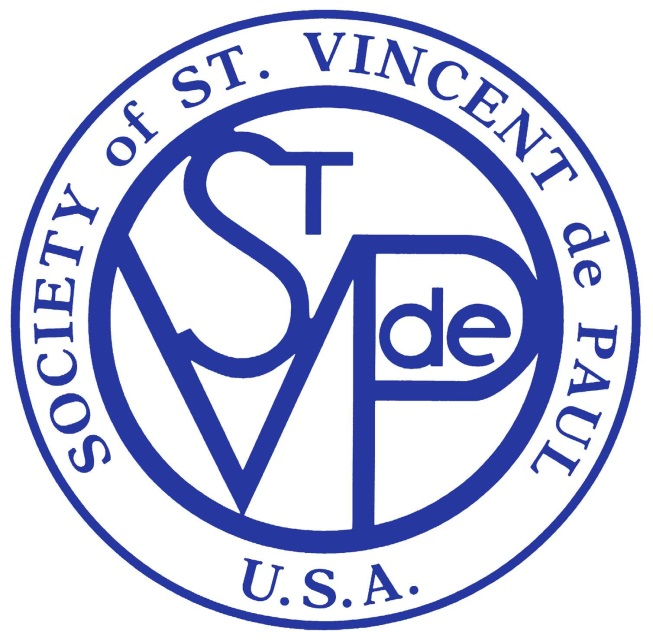 SOCIETY of ST. VINCENT de PAUL
ST
V P de
U.S.A.